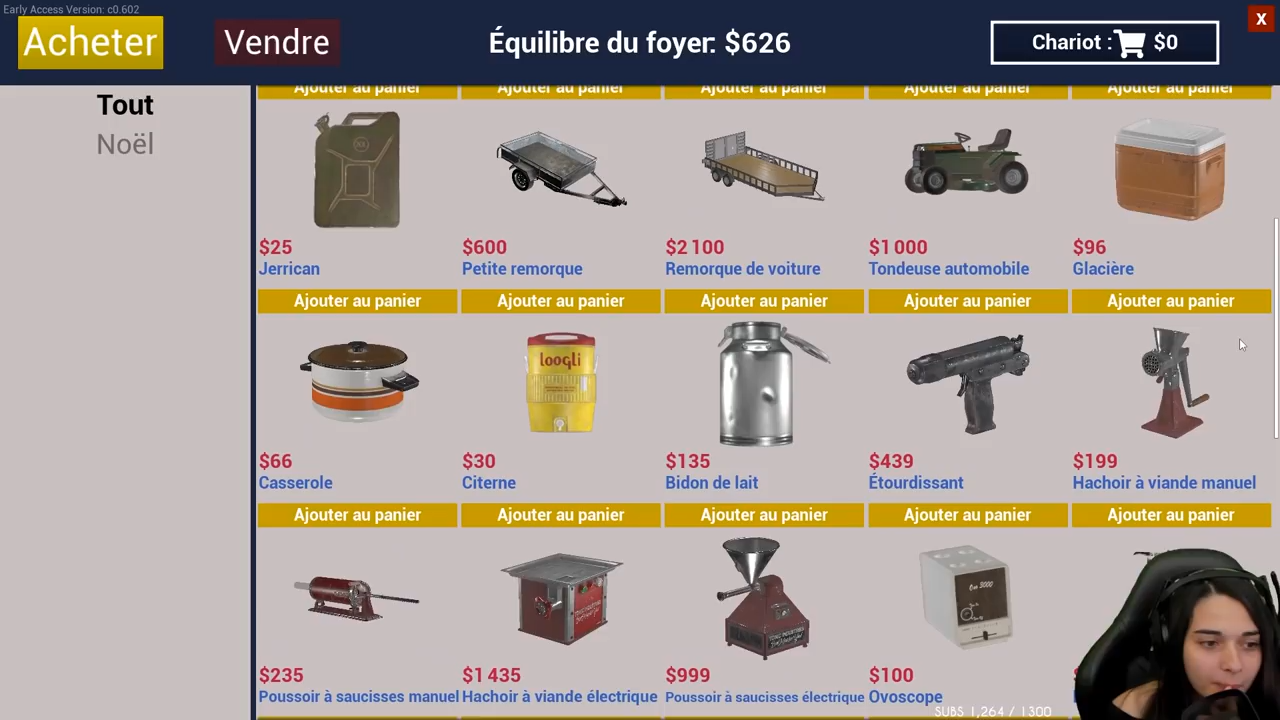 Early Access Version: c0.602
Acheter
Vendre
Équilibre du foyer: $626
Chariot : $0
X
Tout
Noël
Ajouter au panier Ajouter au panier Ajouter au panier Ajouter au panier Ajouter au panier
$25 $600 $2 100 $1 000 $96
Jerrican Petite remorque Remorque de voiture Tondeuse automobile Glacière
Ajouter au panier Ajouter au panier Ajouter au panier Ajouter au panier Ajouter au panier
loogli
$66 $30 $135 $439 $199
Casserole Citerne Bidon de lait Étourdissant Hachoir à viande manuel
Ajouter au panier Ajouter au panier Ajouter au panier Ajouter au panier Ajouter au panier
$235 $1 435 $999 $100
Poussoir à saucisses manuel Hachoir à viande électrique Poussoir à saucisses électrique Ovoscope
SUBS 1,264 / 1300